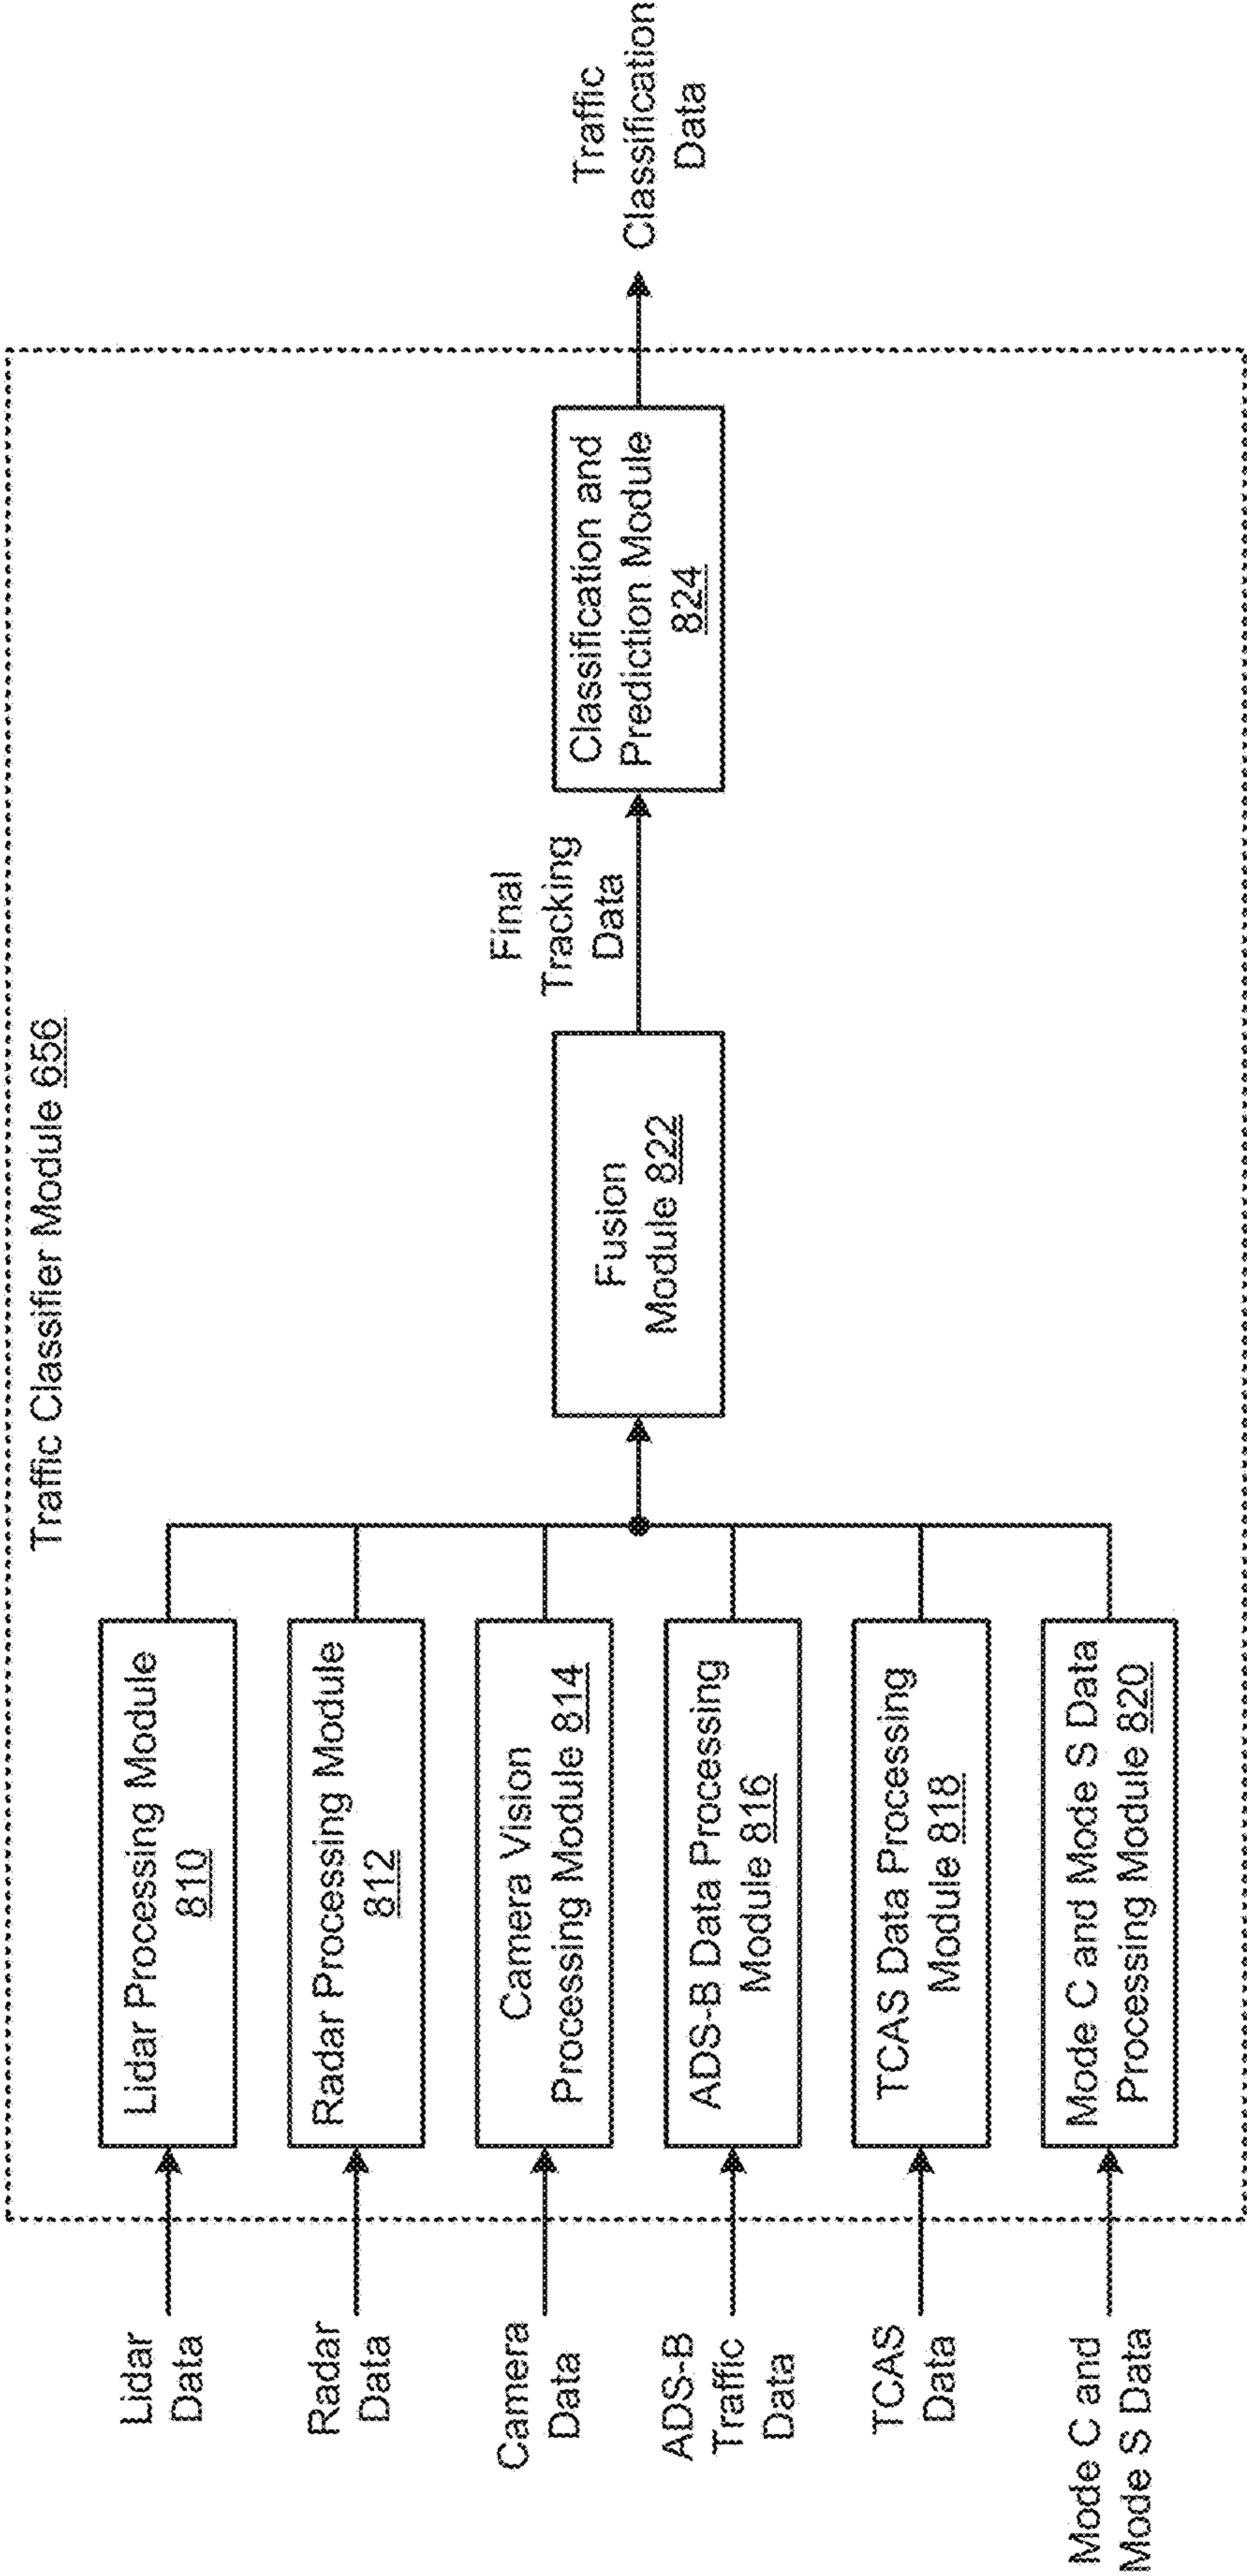 Traffic Classifier Module 656
Lidar
Data
Lidar Processing Module
810
Radar
Data
Radar Processing Module
812
Camera
Data
Camera Vision
Processing Module 814
ADS-B
Traffic
Data
ADS-B Data Processing
Module 816
TCAS
Data
TCAS Data Processing
Module 818
Mode C and
Mode S Data
Mode C and Mode S Data
Processing Module 820
Fusion
Module 822
Final
Tracking
Data
Classification and
Prediction Module
824
Traffic
Classification
Data